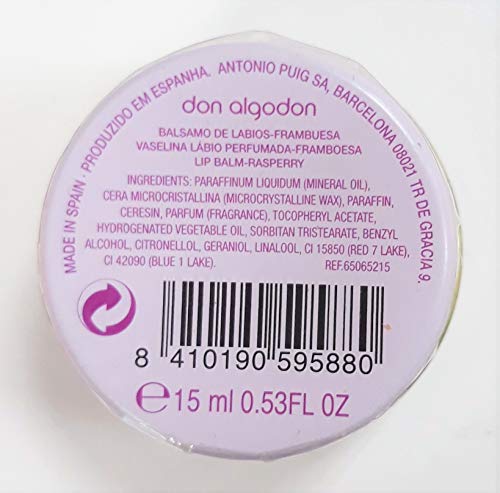 MADE IN SPAIN - PRODUZIDO EM ESPANHA. ANTONIO PUIG SA, BARCELONA 08021 TR DE GRACIA 9.
don algodon
BALSAMO DE LABIOS-FRAMBUESA
VASELINA LÁBIO PERFUMADA-FRAMBOESA
LIP BALM-RASPERRY
INGREDIENTS: PARAFFINUM LIQUIDUM (MINERAL OIL),
CERA MICROCRISTALLINA (MICROCRYSTALLINE WAX), PARAFFIN,
CERESIN, PARFUM (FRAGRANCE), TOCOPHERYL ACETATE,
HYDROGENATED VEGETABLE OIL, SORBITAN TRISTEARATE, BENZYL
ALCOHOL, CITRONELLOL, GERANIOL, LINALOOL, CI 15850 (RED 7 LAKE),
CI 42090 (BLUE 1 LAKE). REF.65065215
8 410190 595880
℮ 15 ml 0.53FL OZ